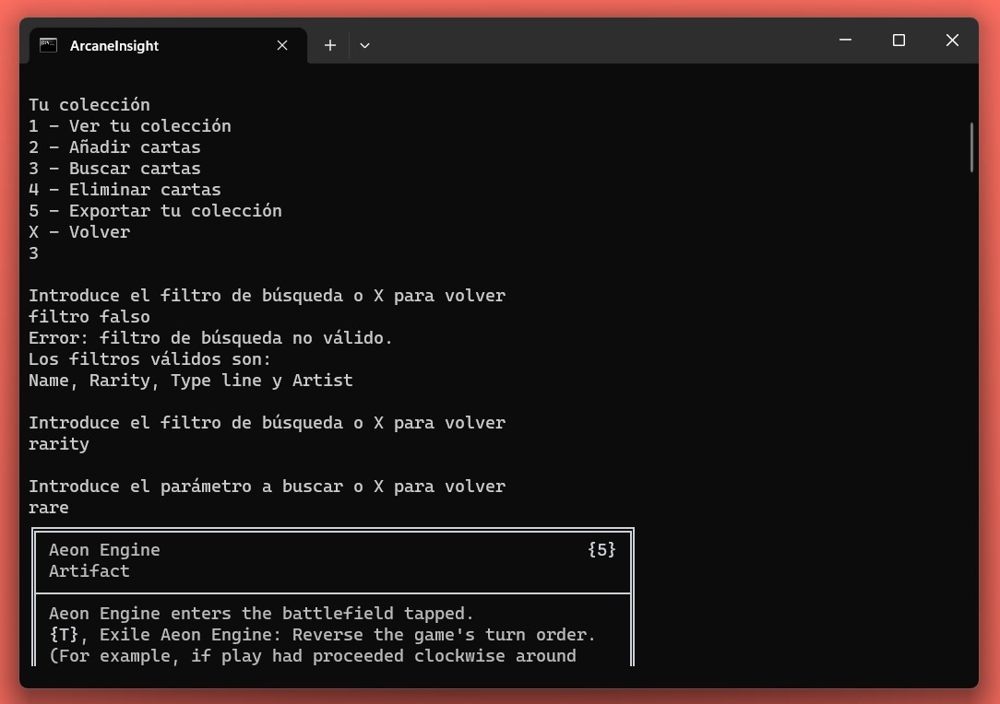 ArcaneInsight
Tu colección
1 - Ver tu colección
2 - Añadir cartas
3 - Buscar cartas
4 - Eliminar cartas
5 - Exportar tu colección
X - Volver
3
Introduce el filtro de búsqueda o X para volver
filtro falso
Error: filtro de búsqueda no válido.
Los filtros válidos son:
Name, Rarity, Type line y Artist
Introduce el filtro de búsqueda o X para volver
rarity
Introduce el parámetro a buscar o X para volver
rare
Aeon Engine {5}
Artifact
Aeon Engine enters the battlefield tapped.
{T}, Exile Aeon Engine: Reverse the game's turn order.
(For example, if play had proceeded clockwise around